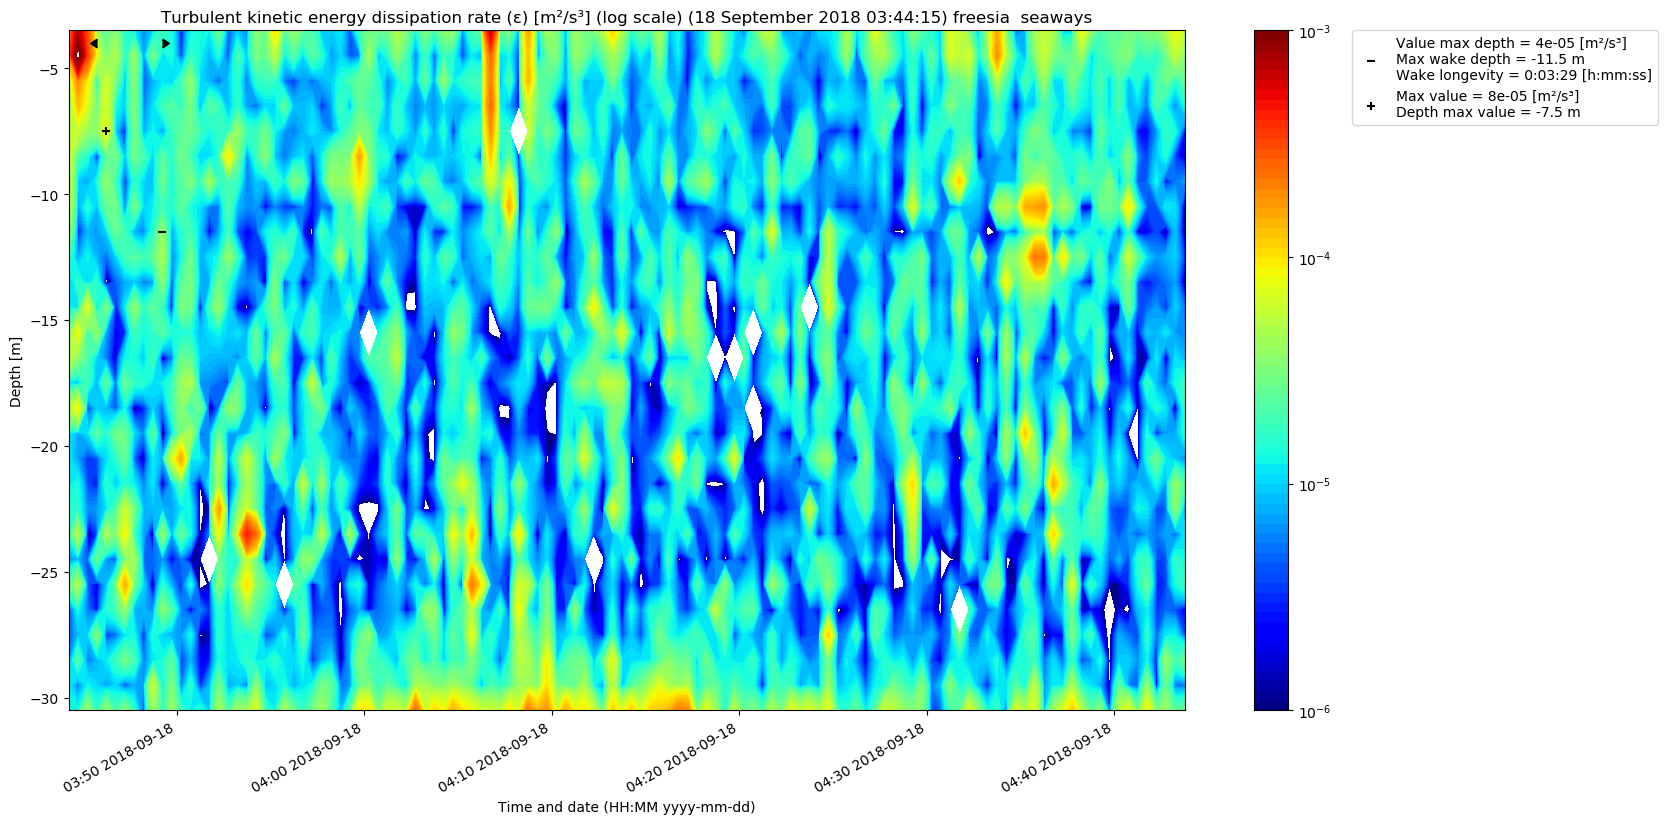 Turbulent kinetic energy dissipation rate (ε) [m²/s³] (log scale) (18 September 2018 03:44:15) freesia  seaways
Value max depth = 4e-05 [m²/s³]
Max wake depth = -11.5 m
Wake longevity = 0:03:29 [h:mm:ss]
Max value = 8e-05 [m²/s³]
Depth max value = -7.5 m
Depth [m]
−5
−10
−15
−20
−25
−30
03:50 2018-09-18
04:00 2018-09-18
04:10 2018-09-18
04:20 2018-09-18
04:30 2018-09-18
04:40 2018-09-18
Time and date (HH:MM yyyy-mm-dd)
10⁻³
10⁻⁴
10⁻⁵
10⁻⁶